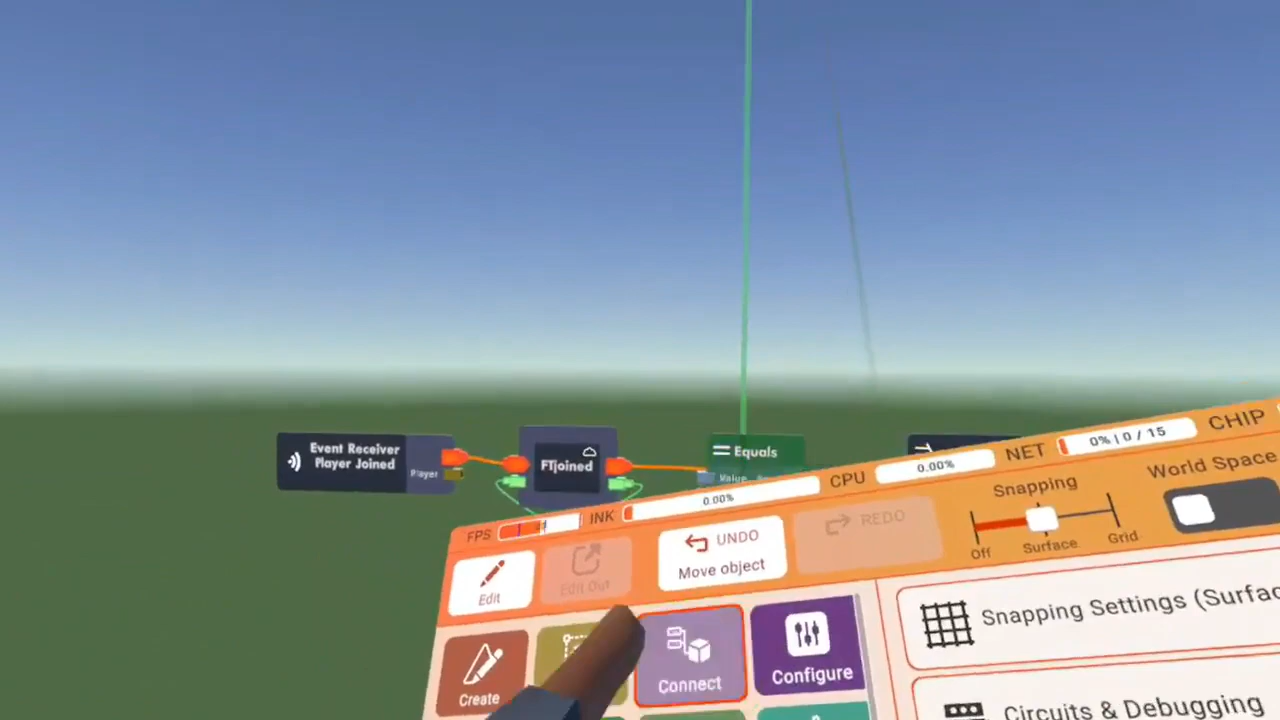 Event Receiver
Player Joined
Player
FTjoined
Equals
Value
FPS
INK
0.00%
CPU
0.00%
NET
0% | 0 / 15
CHIP
Edit
Edit Out
UNDO
Move object
REDO
Snapping
Off
Surface
Grid
World Space
Create
Connect
Configure
Snapping Settings (Surfac
Circuits & Debugging